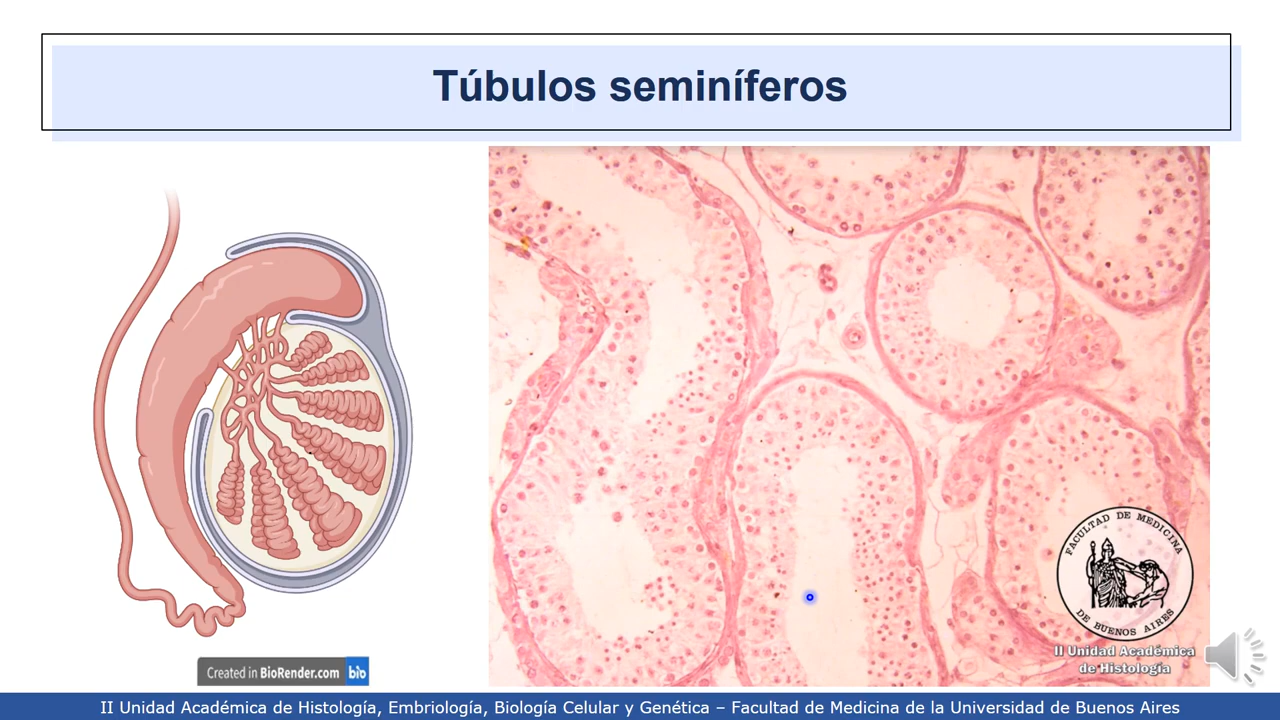 Túbulos seminíferos
FACULTAD DE MEDICINA
DE BUENOS AIRES
II Unidad Académica
de Histología
Created in BioRender.com bio
II Unidad Académica de Histología, Embriología, Biología Celular y Genética – Facultad de Medicina de la Universidad de Buenos Aires